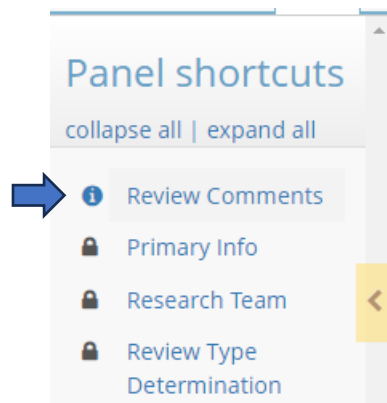 Panel shortcuts
collapse all | expand all
Review Comments
Primary Info
Research Team
Review Type
Determination